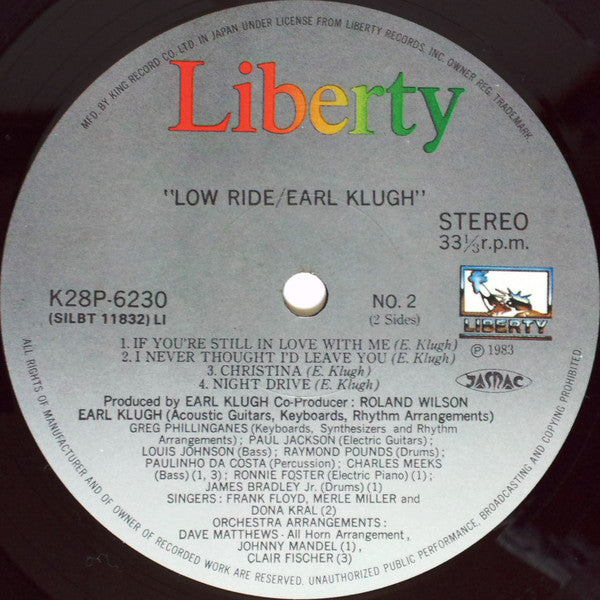 MFD. BY KING RECORD CO., LTD. IN JAPAN UNDER LICENSE FROM LIBERTY RECORDS, INC. OWNER REG. TRADEMARK.
Liberty
"LOW RIDE/EARL KLUGH"
STEREO
33⅓r.p.m.
K28P-6230
(SILBT 11832) LI
NO. 2
(2 Sides)
LIBERTY
℗ 1983
JASRAC
1. IF YOU'RE STILL IN LOVE WITH ME (E. Klugh)
2. I NEVER THOUGHT I'D LEAVE YOU (E. Klugh)
3. CHRISTINA (E. Klugh)
4. NIGHT DRIVE (E. Klugh)
Produced by EARL KLUGH Co-Producer : ROLAND WILSON
EARL KLUGH (Acoustic Guitars, Keyboards, Rhythm Arrangements)
GREG PHILLINGANES (Keyboards, Synthesizers and Rhythm
Arrangements) ; PAUL JACKSON (Electric Guitars) ;
LOUIS JOHNSON (Bass) ; RAYMOND POUNDS (Drums) ;
PAULINHO DA COSTA (Percussion) ; CHARLES MEEKS
(Bass) (1, 3) ; RONNIE FOSTER (Electric Piano) (1) ;
JAMES BRADLEY Jr. (Drums) (1)
SINGERS : FRANK FLOYD, MERLE MILLER and
DONA KRAL (2)
ORCHESTRA ARRANGEMENTS :
DAVE MATTHEWS - All Horn Arrangement,
JOHNNY MANDEL (1),
CLAIR FISCHER (3)
ALL RIGHTS OF MANUFACTURER AND OF OWNER OF RECORDED WORK ARE RESERVED. UNAUTHORIZED PUBLIC PERFORMANCE, BROADCASTING AND COPYING PROHIBITED